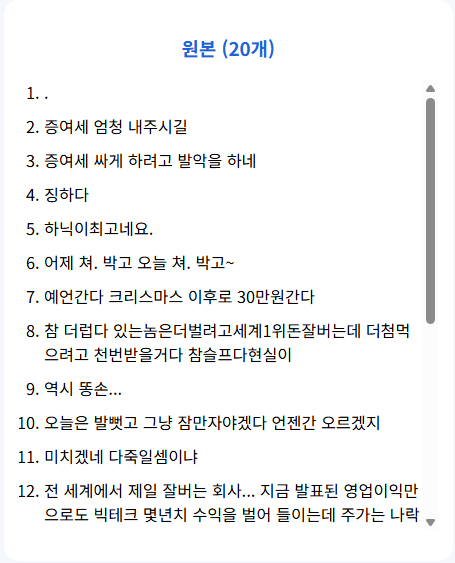 원본 (20개)
1. .
2. 증여세 엄청 내주시길
3. 증여세 싸게 하려고 발악을 하네
4. 징하다
5. 하닉이최고네요.
6. 어제 쳐. 박고 오늘 쳐. 박고~
7. 예언간다 크리스마스 이후로 30만원간다
8. 참 더럽다 있는놈은더벌려고세계1위돈잘버는데 더첨먹
으려고 천번받을거다 참슬프다현실이
9. 역시 똥손...
10. 오늘은 발뻣고 그냥 잠만자야겠다 언젠간 오르겠지
11. 미치겠네 다죽일셈이냐
12. 전 세계에서 제일 잘버는 회사... 지금 발표된 영업이익만
으로도 빅테크 몇년치 수익을 벌어 들이는데 주가는 나락